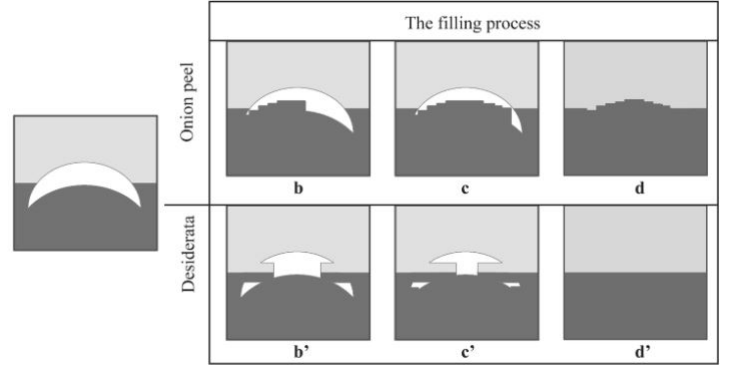 The filling process
Onion peel
b
c
d
Desiderata
b’
c’
d’